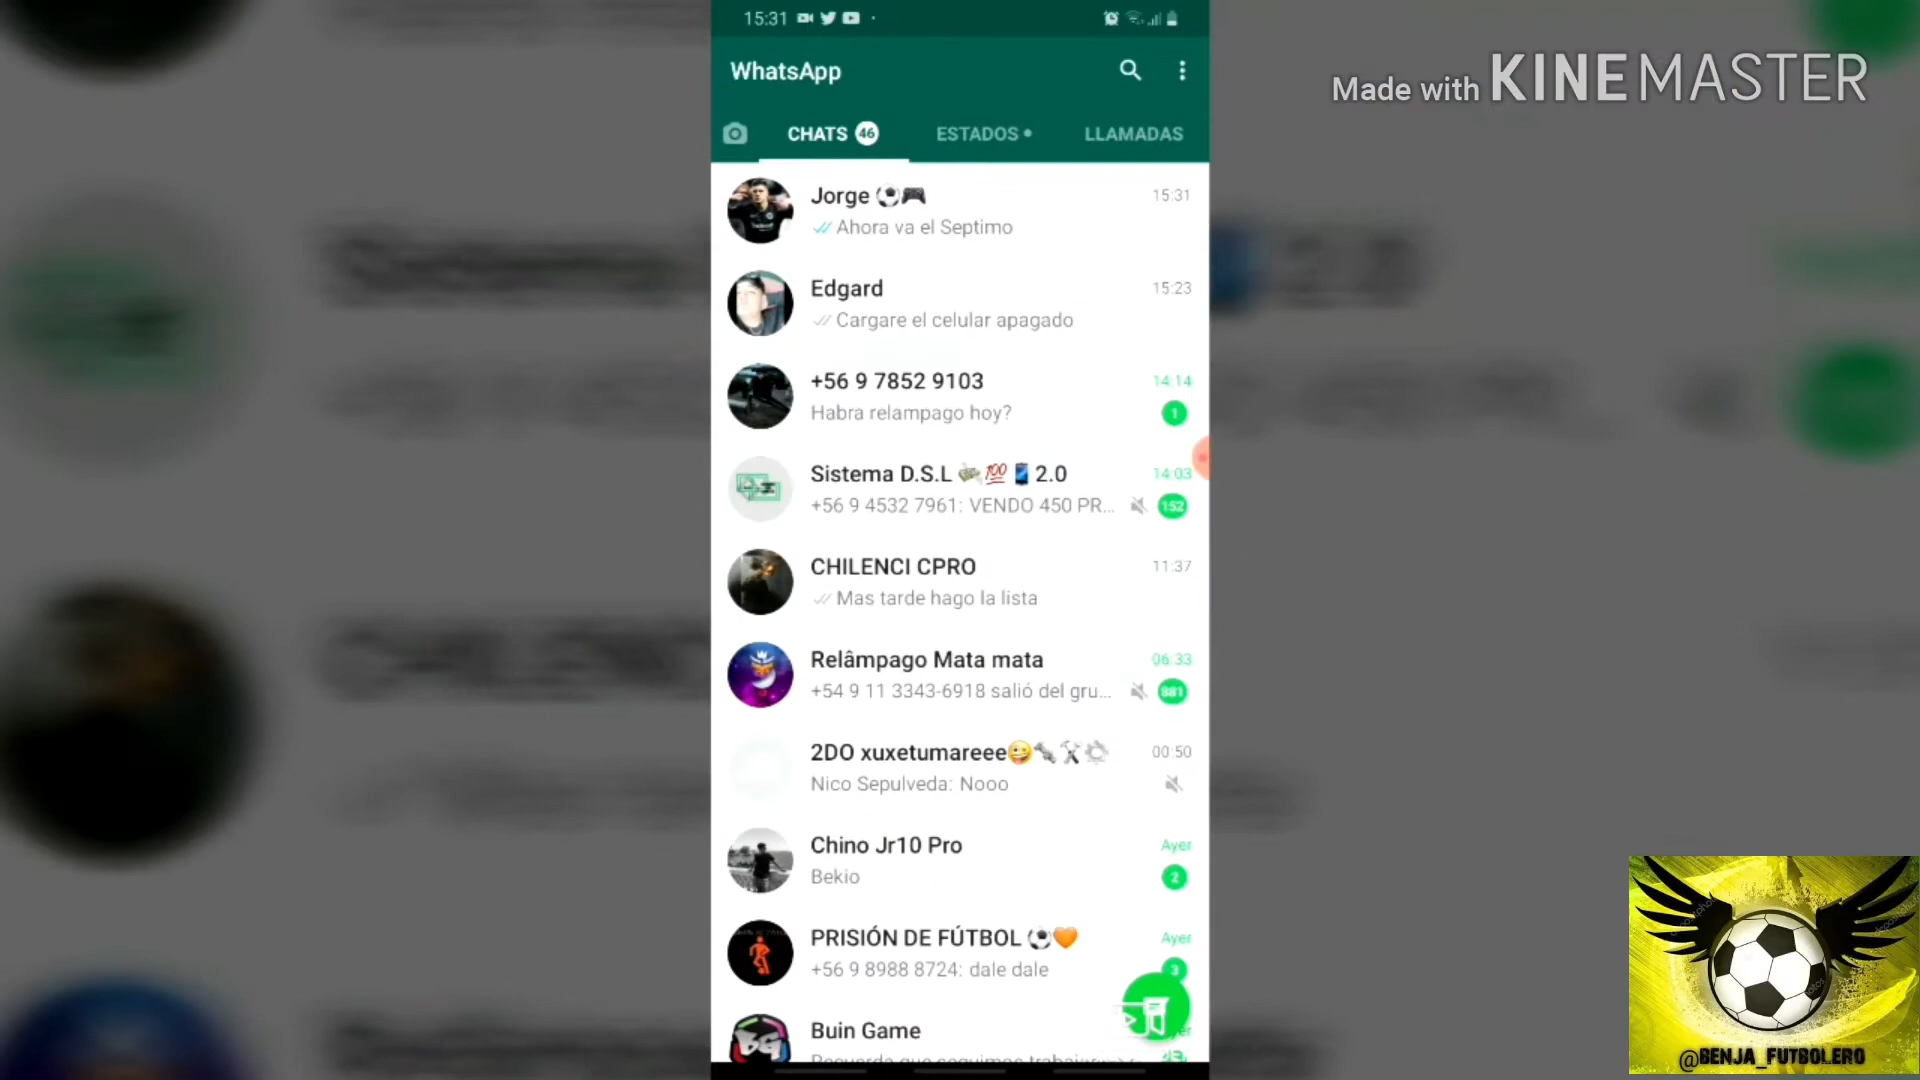 15:31
Made with KINEMASTER
WhatsApp
CHATS 46 ESTADOS LLAMADAS
Jorge ⚽🎮 15:31
Ahora va el Septimo
Edgard 15:23
Cargare el celular apagado
+56 9 7852 9103 14:14
Habra relampago hoy? 1
Sistema D.S.L 💸💯📱2.0 14:03
+56 9 4532 7961: VENDO 450 PR... 152
CHILENCI CPRO 11:37
Mas tarde hago la lista
Relâmpago Mata mata 06:33
+54 9 11 3343-6918 salió del gru... 881
2DO xuxetumareee🤪🔩⚒️⚙️ 00:50
Nico Sepulveda: Nooo
Chino Jr10 Pro Ayer
Bekio 2
PRISIÓN DE FÚTBOL ⚽🧡 Ayer
+56 9 8988 8724: dale dale 3
Buin Game
Recuerda que seguimos
@BENJA_FUTBOLERO